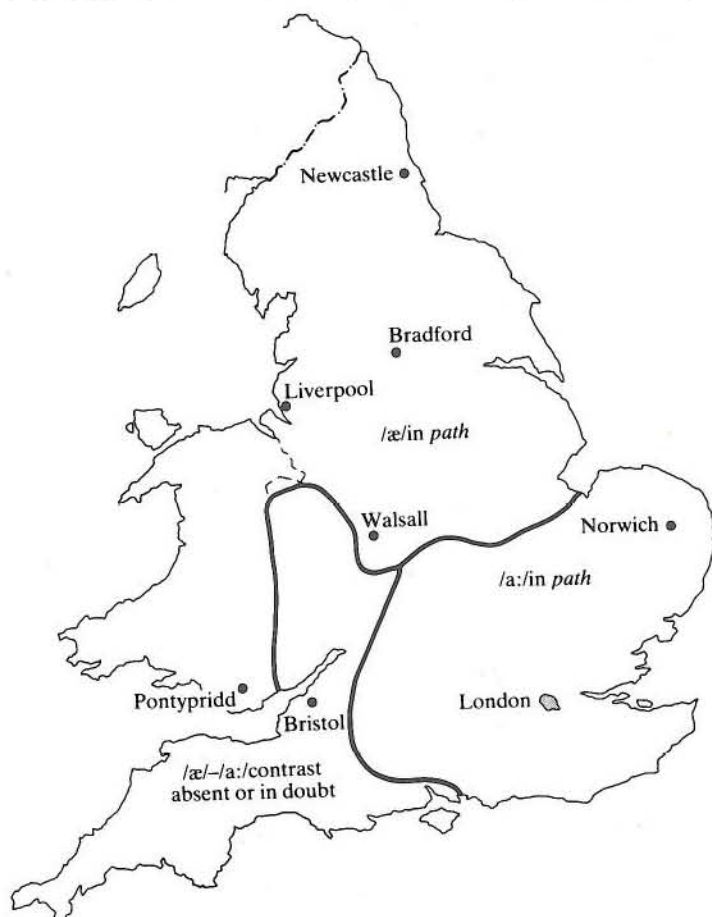 Newcastle
Bradford
Liverpool
/æ/in path
Walsall
Norwich
/a:/in path
Pontypridd
Bristol
London
/æ/–/a:/contrast
absent or in doubt